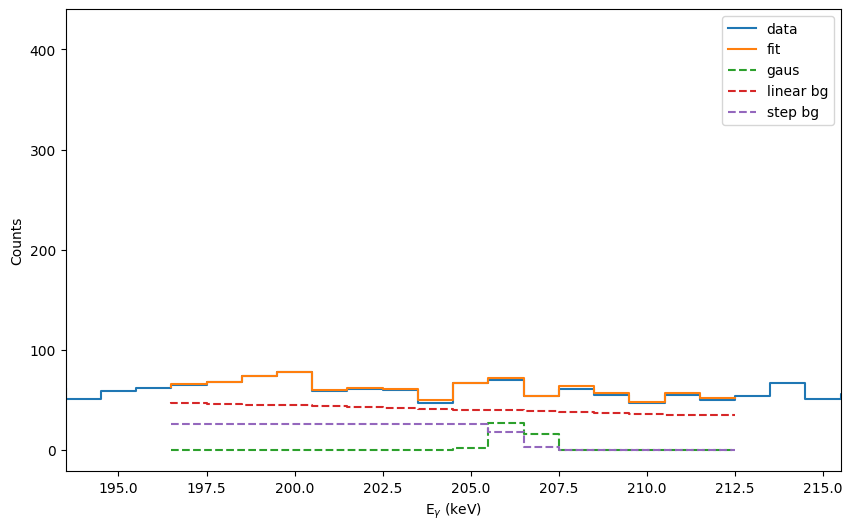 data
fit
gaus
linear bg
step bg
400
300
200
100
0
Counts
195.0 197.5 200.0 202.5 205.0 207.5 210.0 212.5 215.0
Eγ (keV)